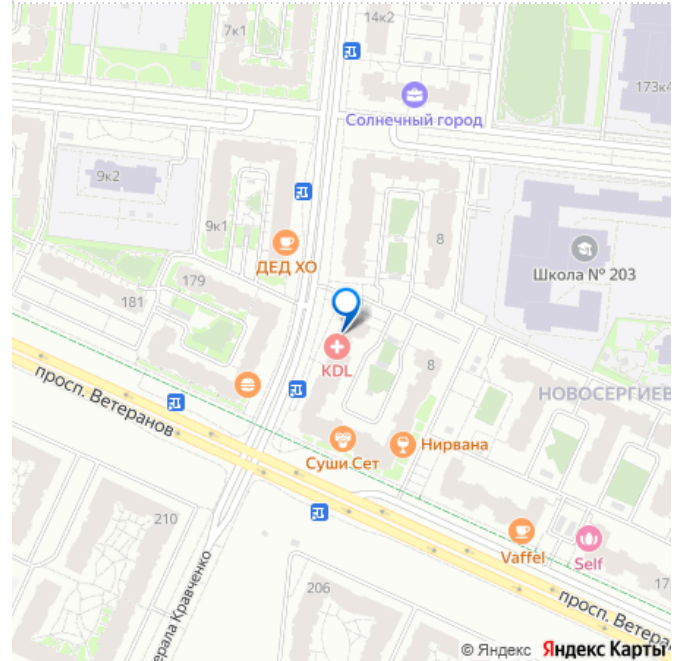 7к1
14к2
173к4
Солнечный город
9к2
9к1
8
ДЕД ХО
Школа № 203
179
181
KDL
8
НОВОСЕРГИЕВ
просп. Ветеранов
Суши Сет
Нирвана
210
Vaffel
Self
17
206
ерала Кравченко
просп. Ветера
© Яндекс Яндекс Карты